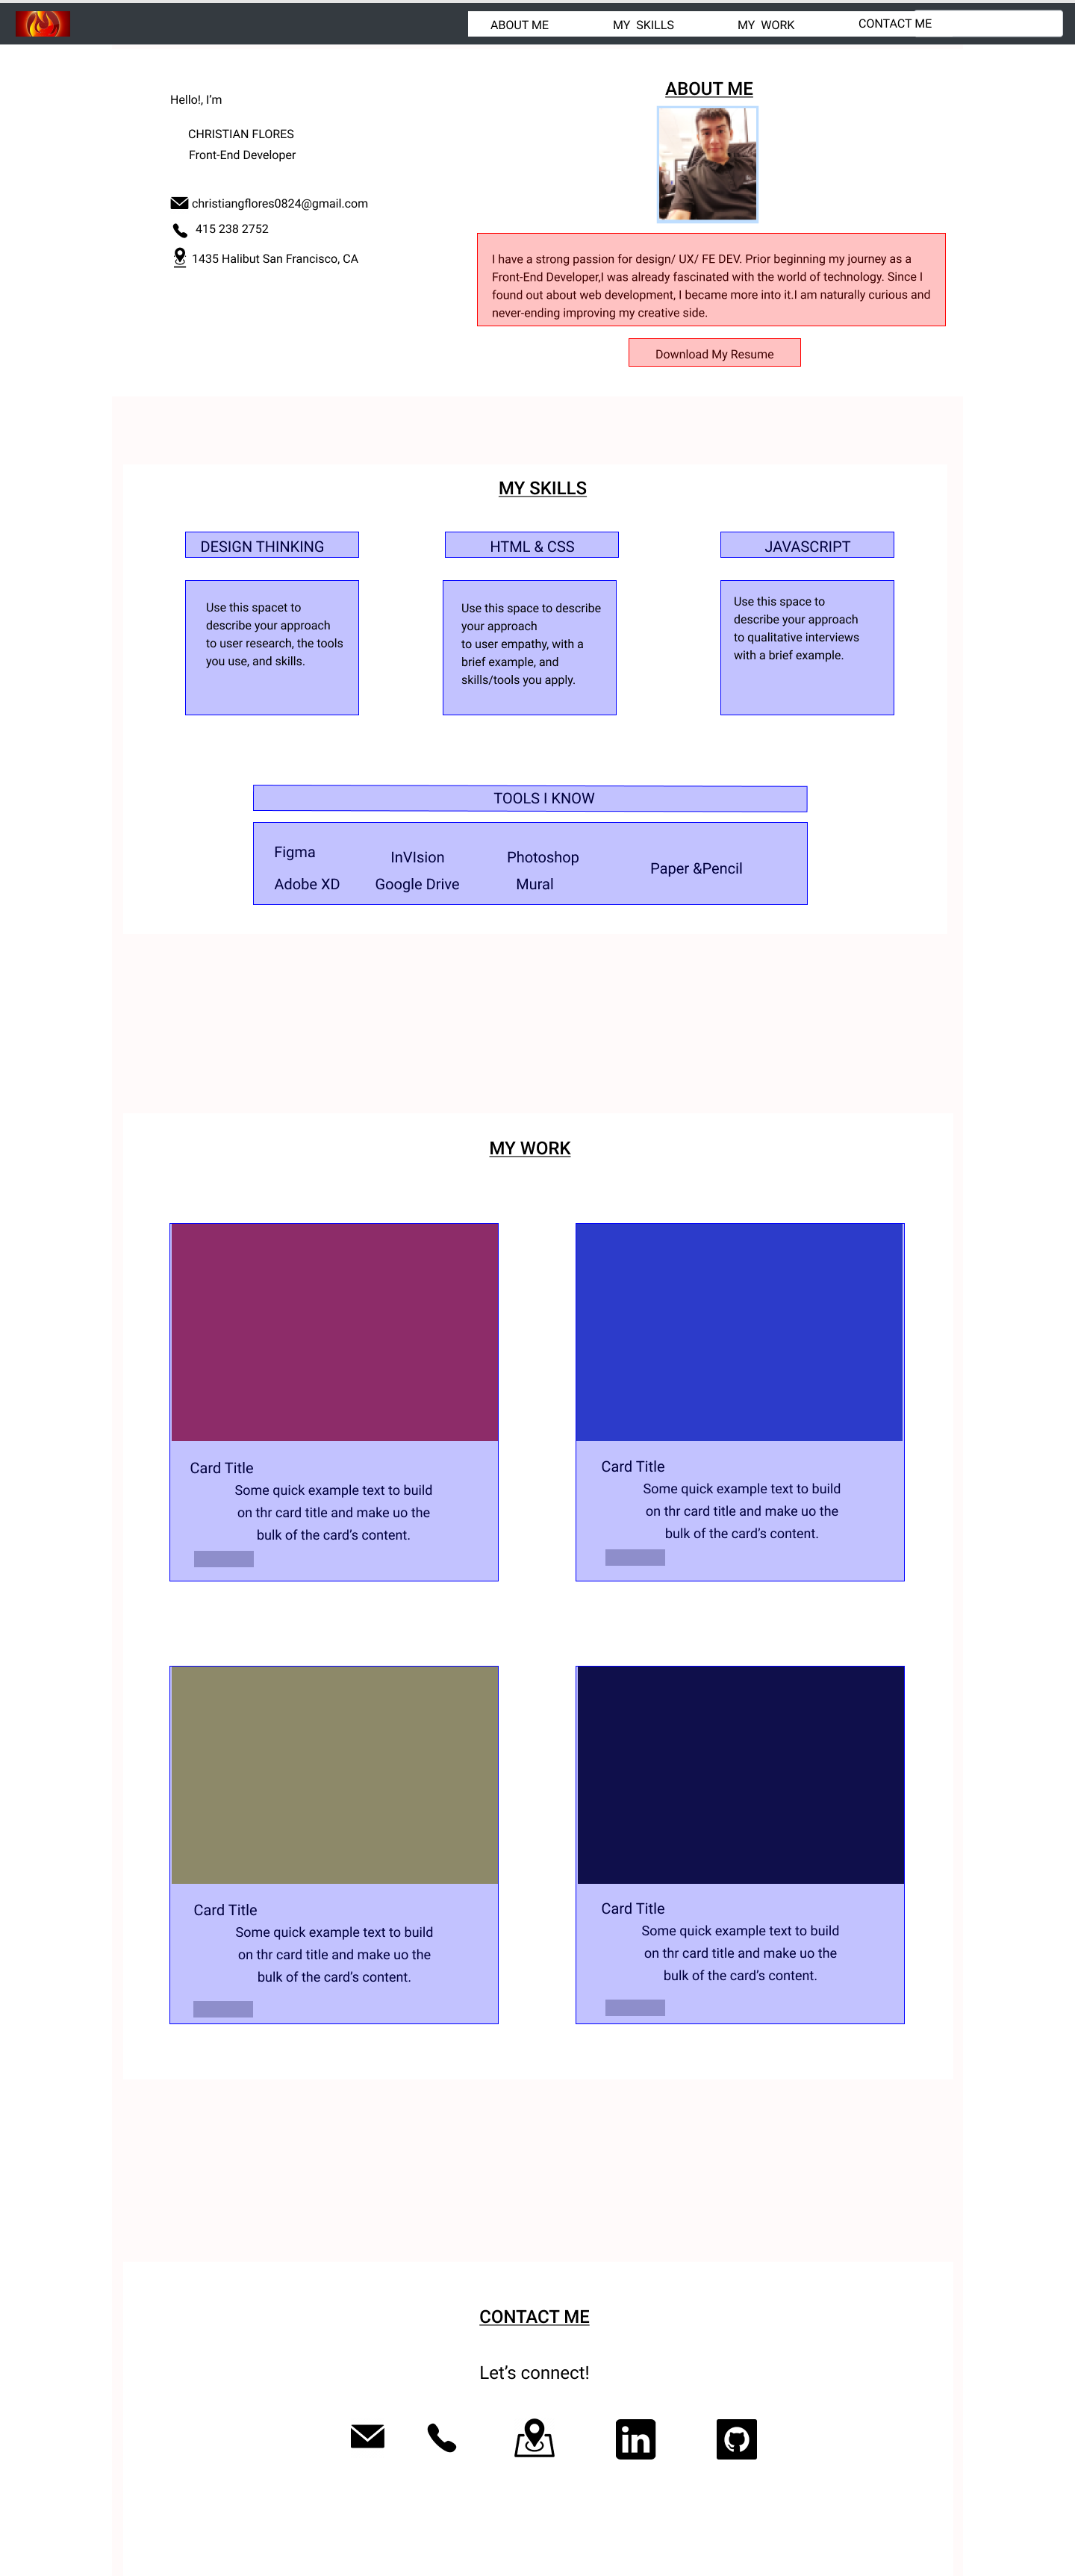 ABOUT ME
MY  SKILLS
MY  WORK
CONTACT ME
Hello!, I'm
CHRISTIAN FLORES
Front-End Developer
christiangflores0824@gmail.com
415 238 2752
1435 Halibut San Francisco, CA
ABOUT ME
I have a strong passion for design/ UX/ FE DEV. Prior beginning my journey as a
Front-End Developer,I was already fascinated with the world of technology. Since I
found out about web development, I became more into it.I am naturally curious and
never-ending improving my creative side.
Download My Resume
MY SKILLS
DESIGN THINKING
Use this spacet to
describe your approach
to user research, the tools
you use, and skills.
HTML & CSS
Use this space to describe
your approach
to user empathy, with a
brief example, and
skills/tools you apply.
JAVASCRIPT
Use this space to
describe your approach
to qualitative interviews
with a brief example.
TOOLS I KNOW
Figma
InVIsion
Photoshop
Paper &Pencil
Adobe XD
Google Drive
Mural
MY WORK
Card Title
Some quick example text to build
on thr card title and make uo the
bulk of the card's content.
Card Title
Some quick example text to build
on thr card title and make uo the
bulk of the card's content.
Card Title
Some quick example text to build
on thr card title and make uo the
bulk of the card's content.
Card Title
Some quick example text to build
on thr card title and make uo the
bulk of the card's content.
CONTACT ME
Let's connect!
in